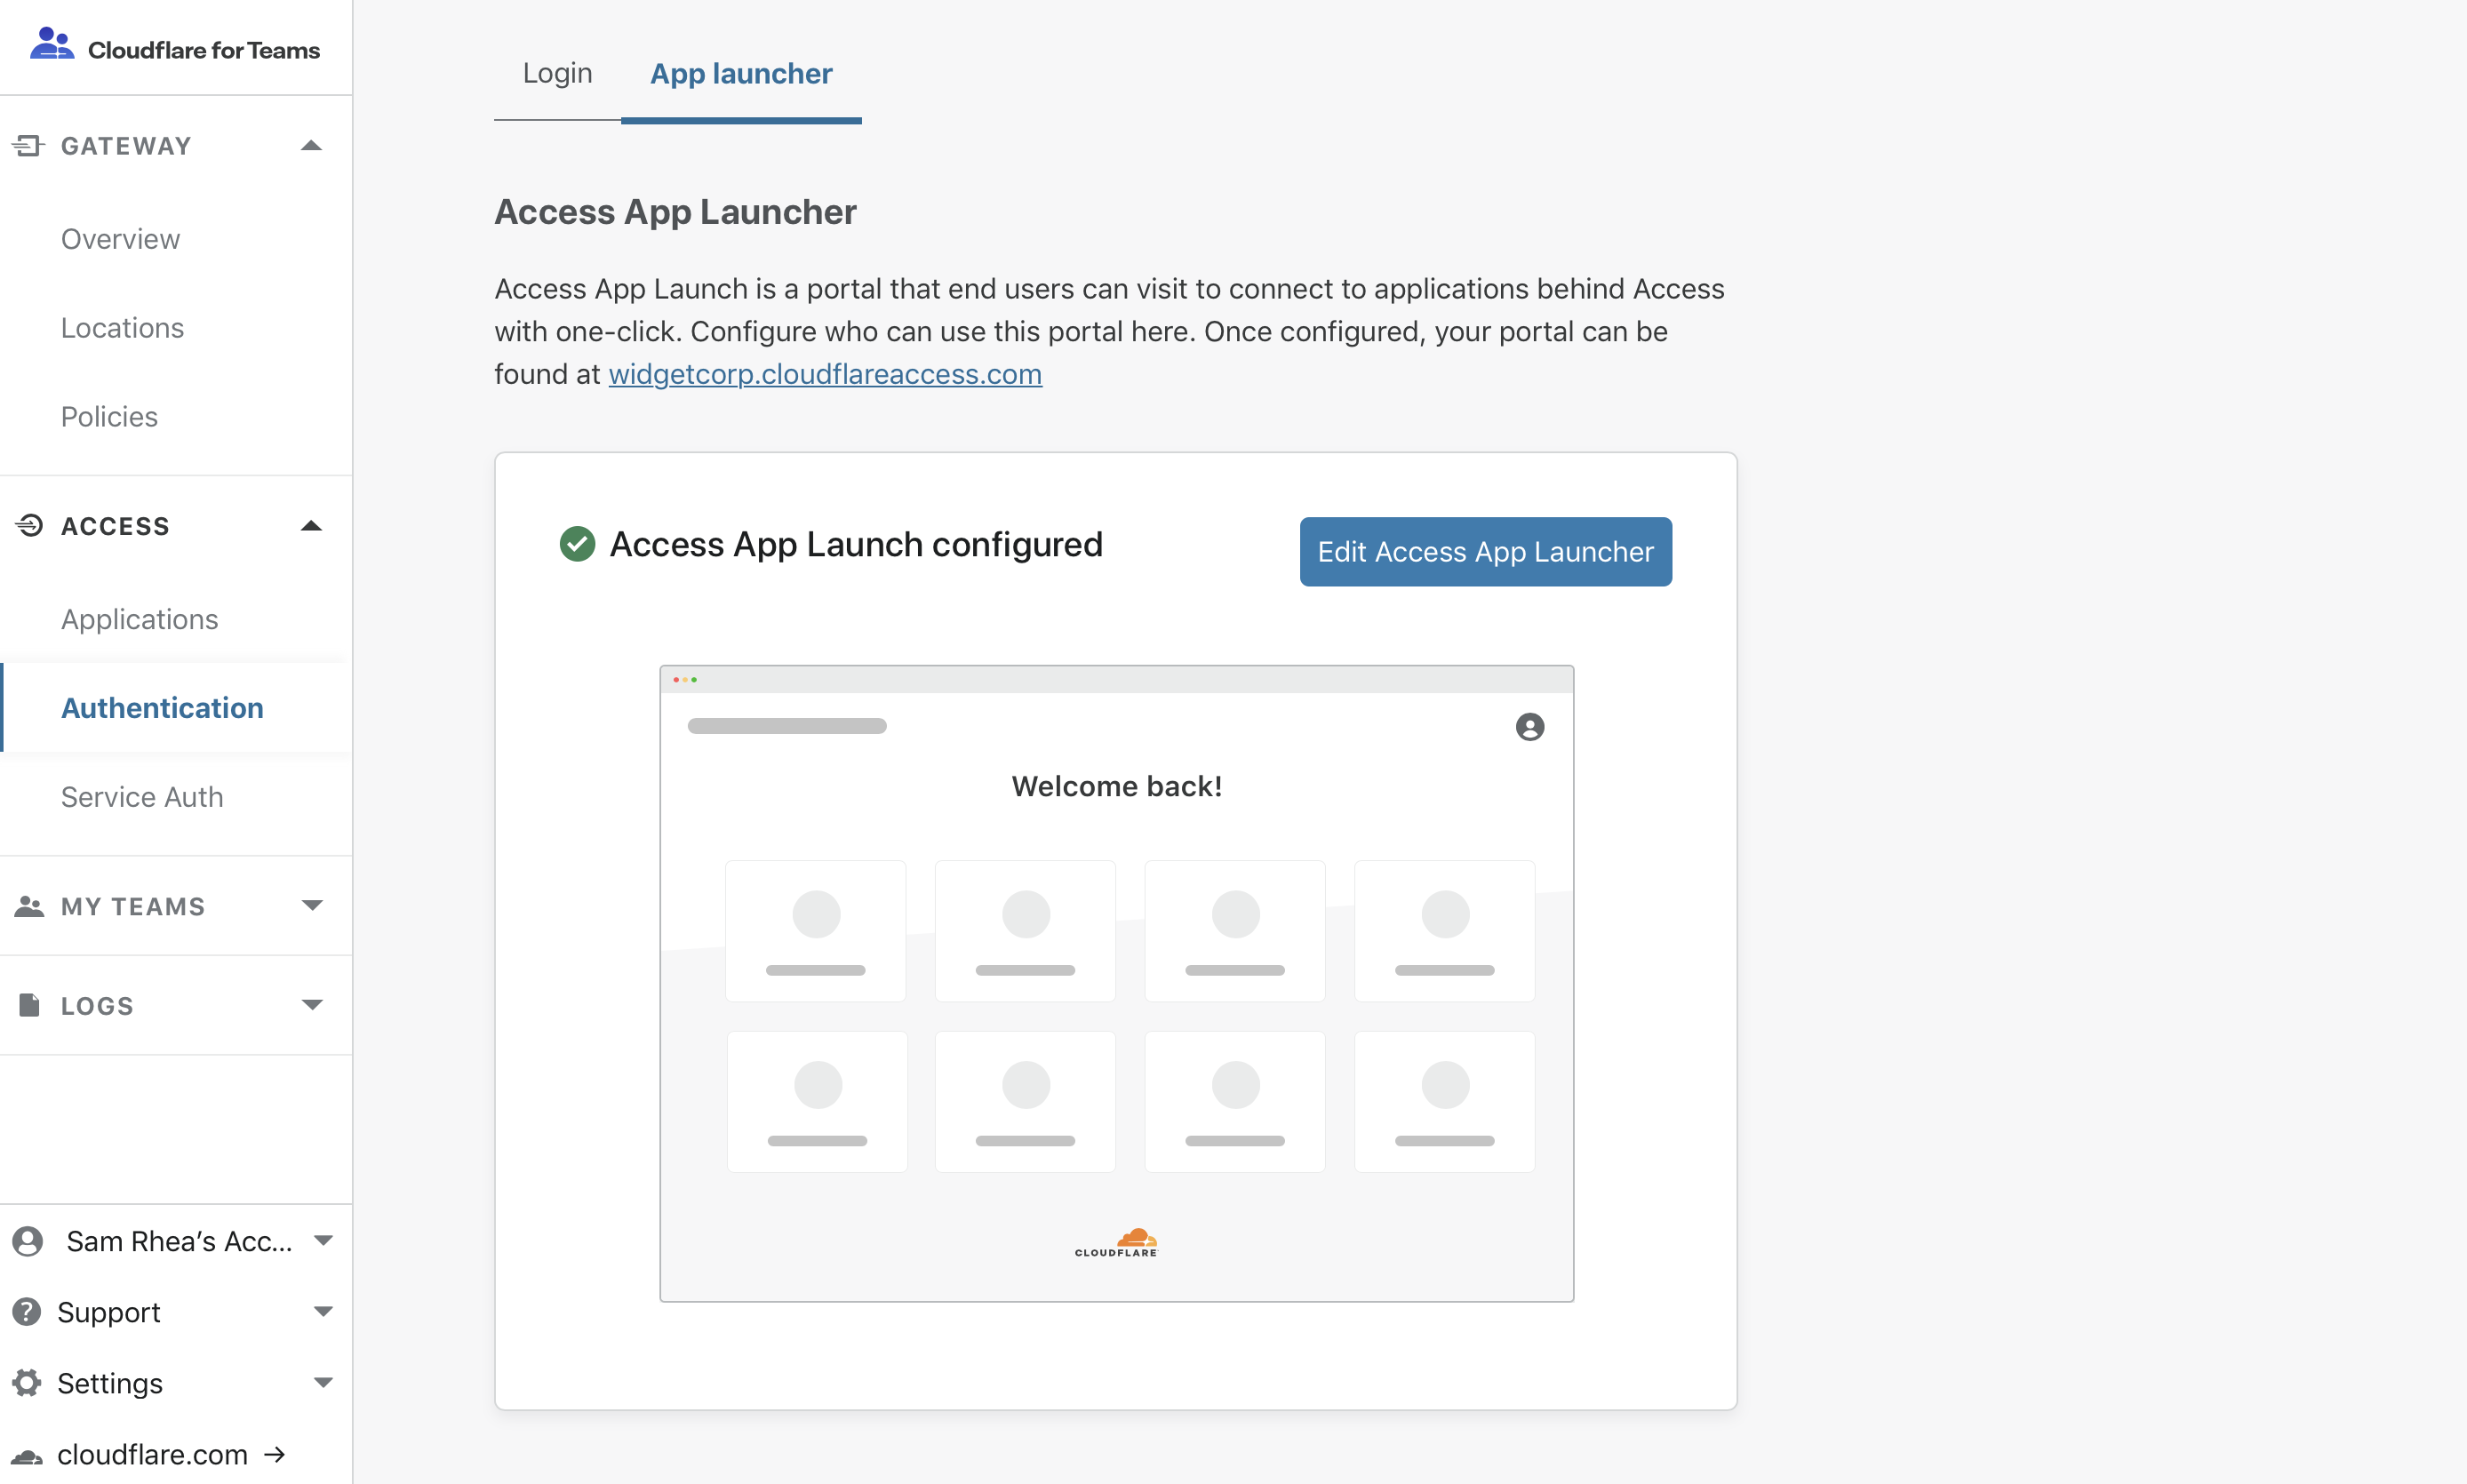 Cloudflare for Teams
GATEWAY
Overview
Locations
Policies
ACCESS
Applications
Authentication
Service Auth
MY TEAMS
LOGS
Sam Rhea’s Acc...
Support
Settings
cloudflare.com →
Login
App launcher
Access App Launcher
Access App Launch is a portal that end users can visit to connect to applications behind Access
with one-click. Configure who can use this portal here. Once configured, your portal can be
found at widgetcorp.cloudflareaccess.com
Access App Launch configured
Edit Access App Launcher
Welcome back!
CLOUDFLARE